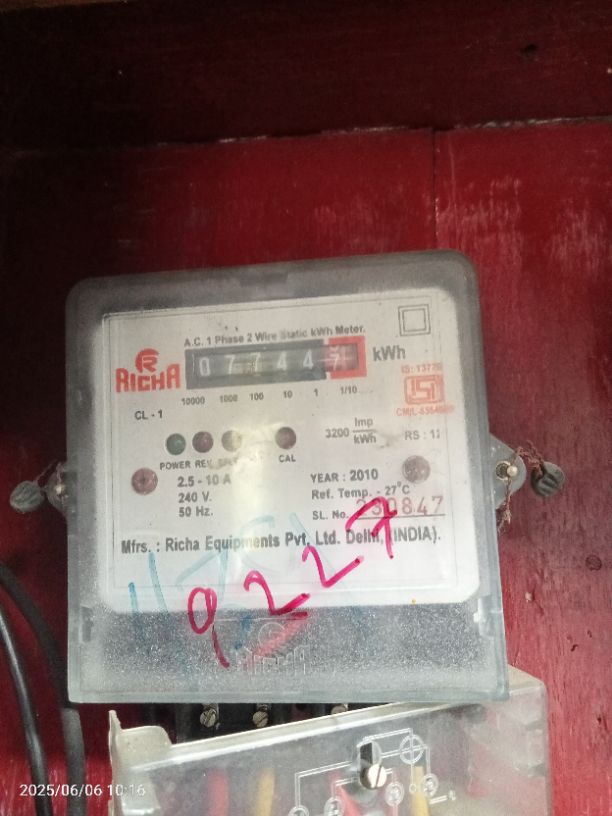 A.C. 1 Phase 2 Wire Static kWh Meter.
RICHA
0 7 7 4 4 7 kWh
10000 1000 100 10 1 1/10
CL - 1
3200 Imp/kWh
POWER REV CAL
2.5 - 10 A
240 V.
50 Hz.
YEAR : 2010
Ref. Temp. - 27°C
SL. No. 230847
Mfrs. : Richa Equipments Pvt. Ltd. Delhi, (INDIA).
9227
2025/06/06 10:16